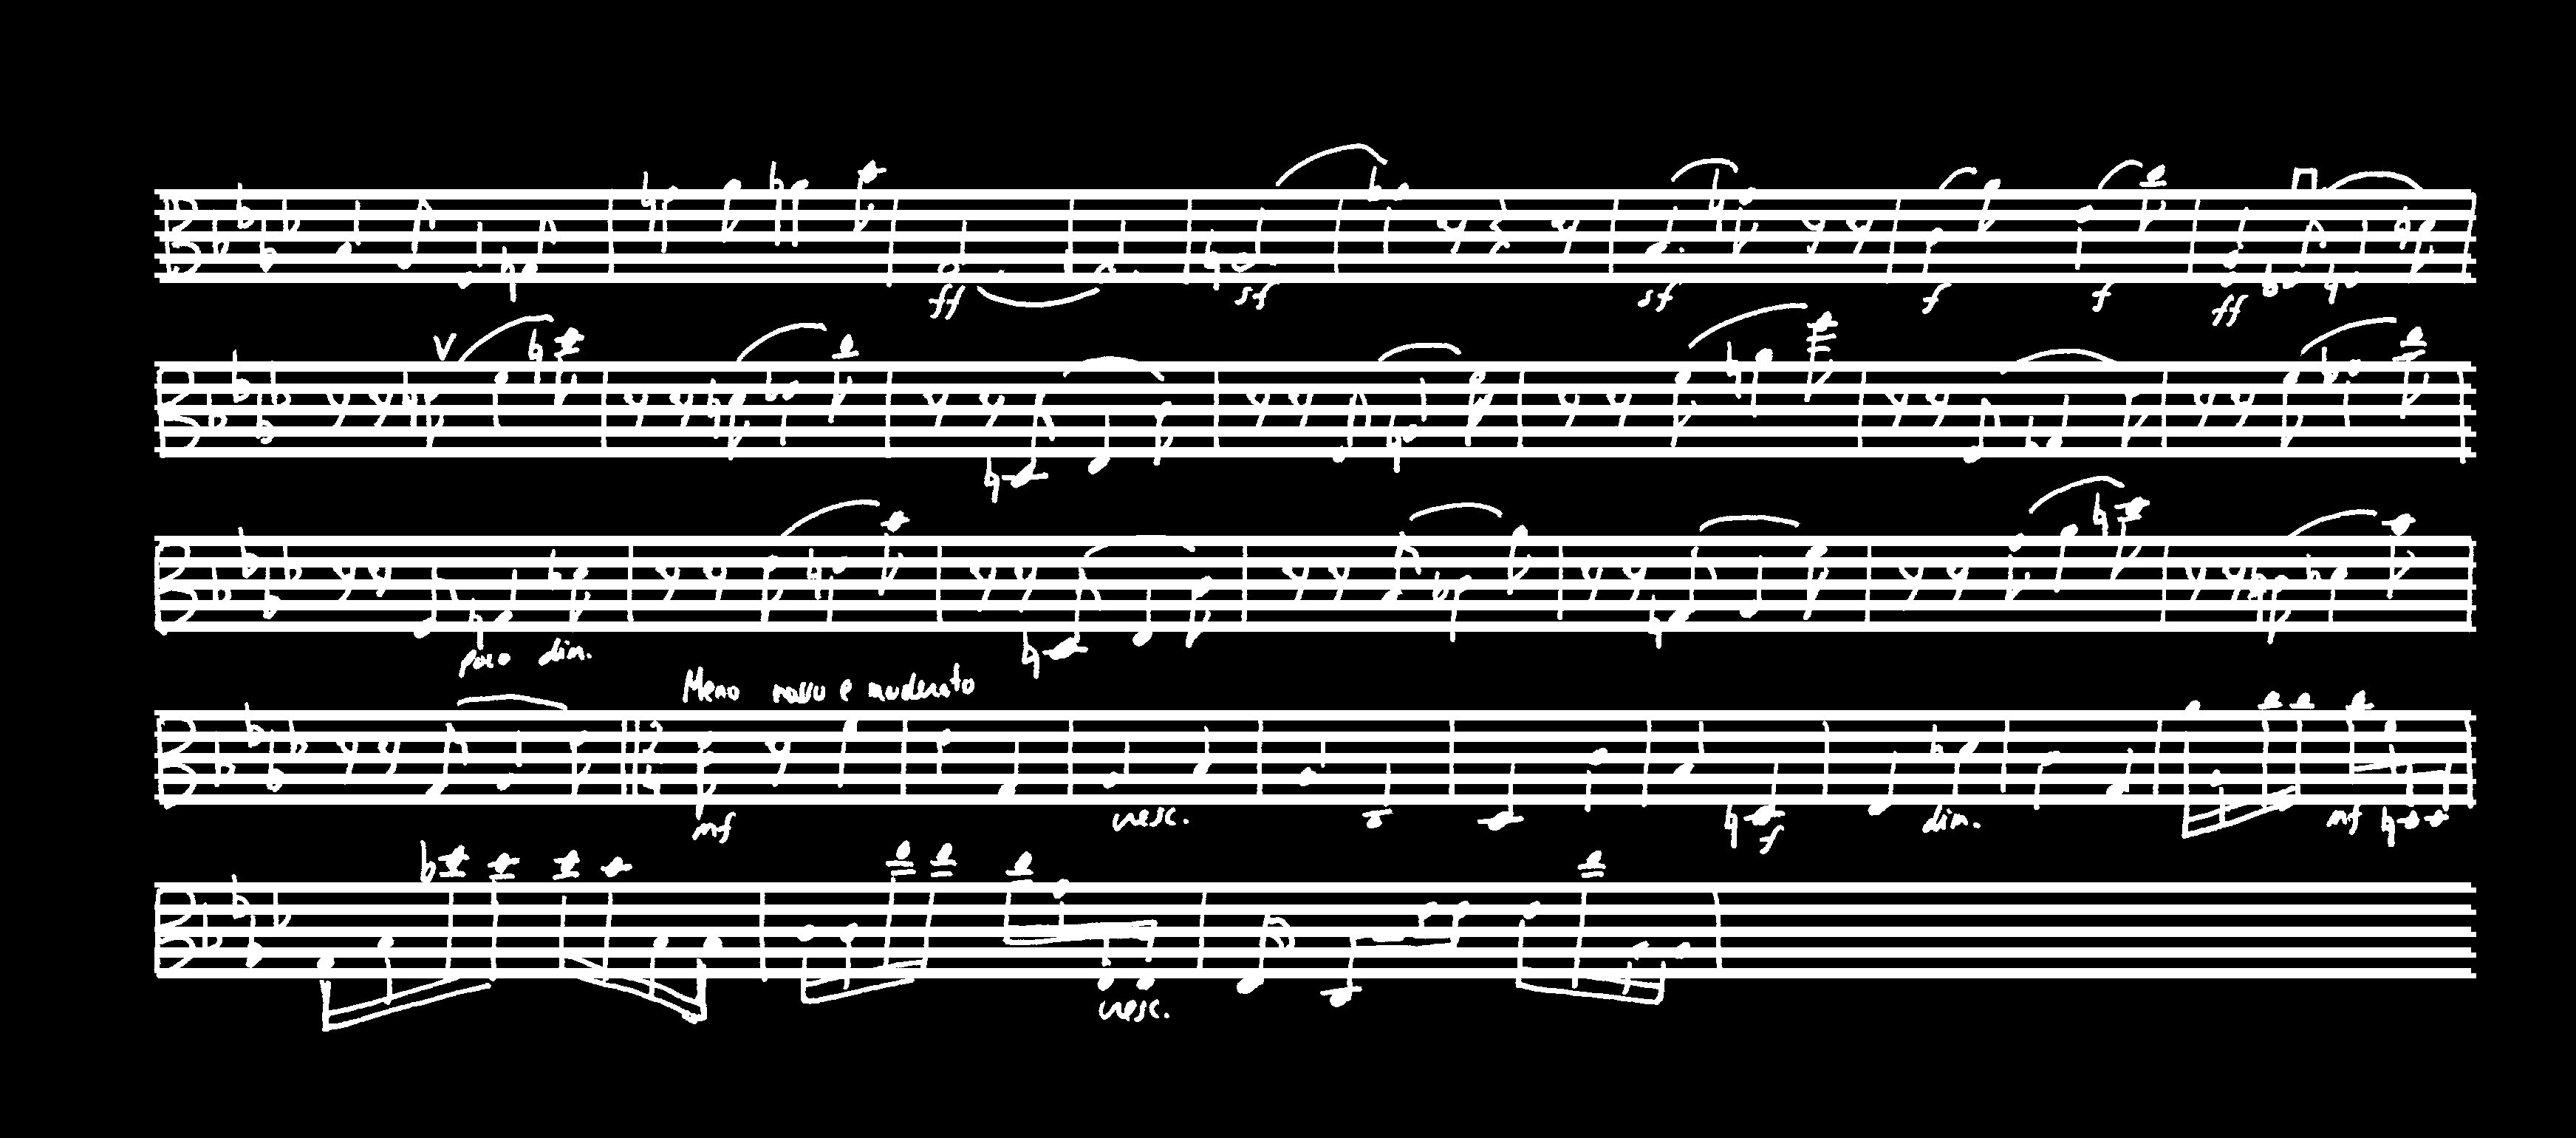 ff sf sf f f ff
poco dim.
Meno mosso e moderato
mf cresc. f dim. mf
cresc.